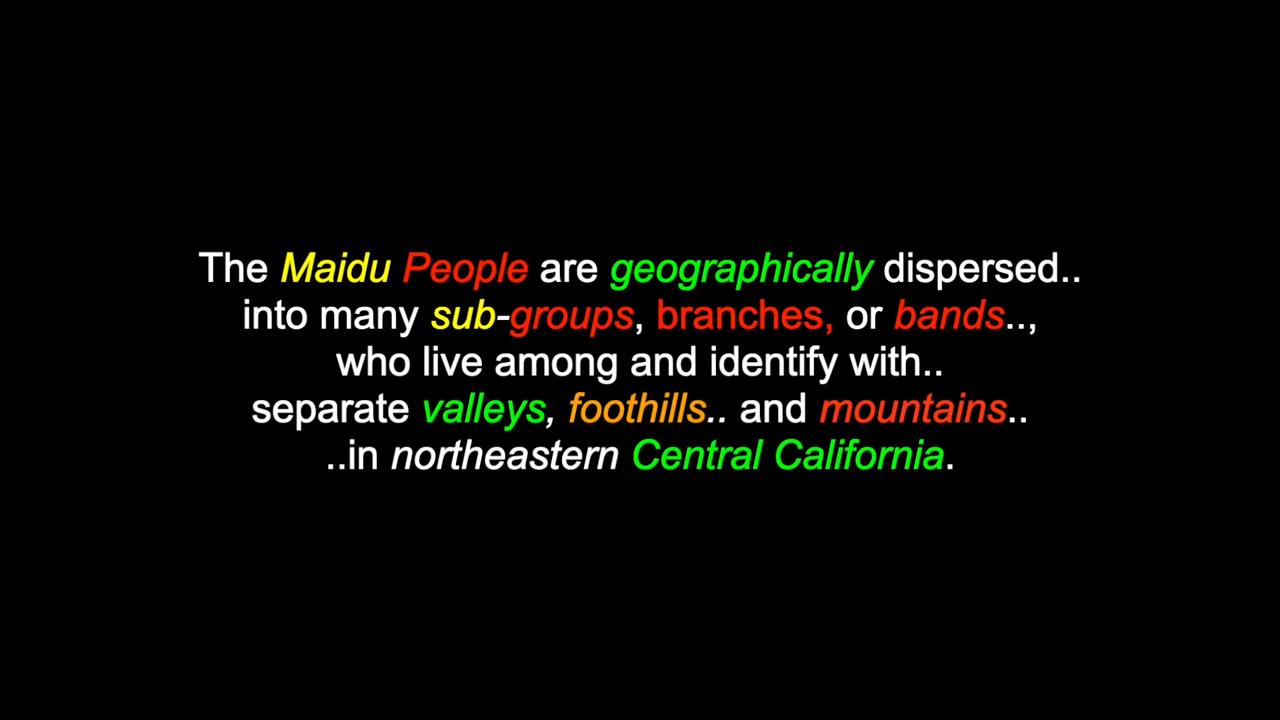 The Maidu People are geographically dispersed..
into many sub-groups, branches, or bands..,
who live among and identify with..
separate valleys, foothills.. and mountains..
..in northeastern Central California.